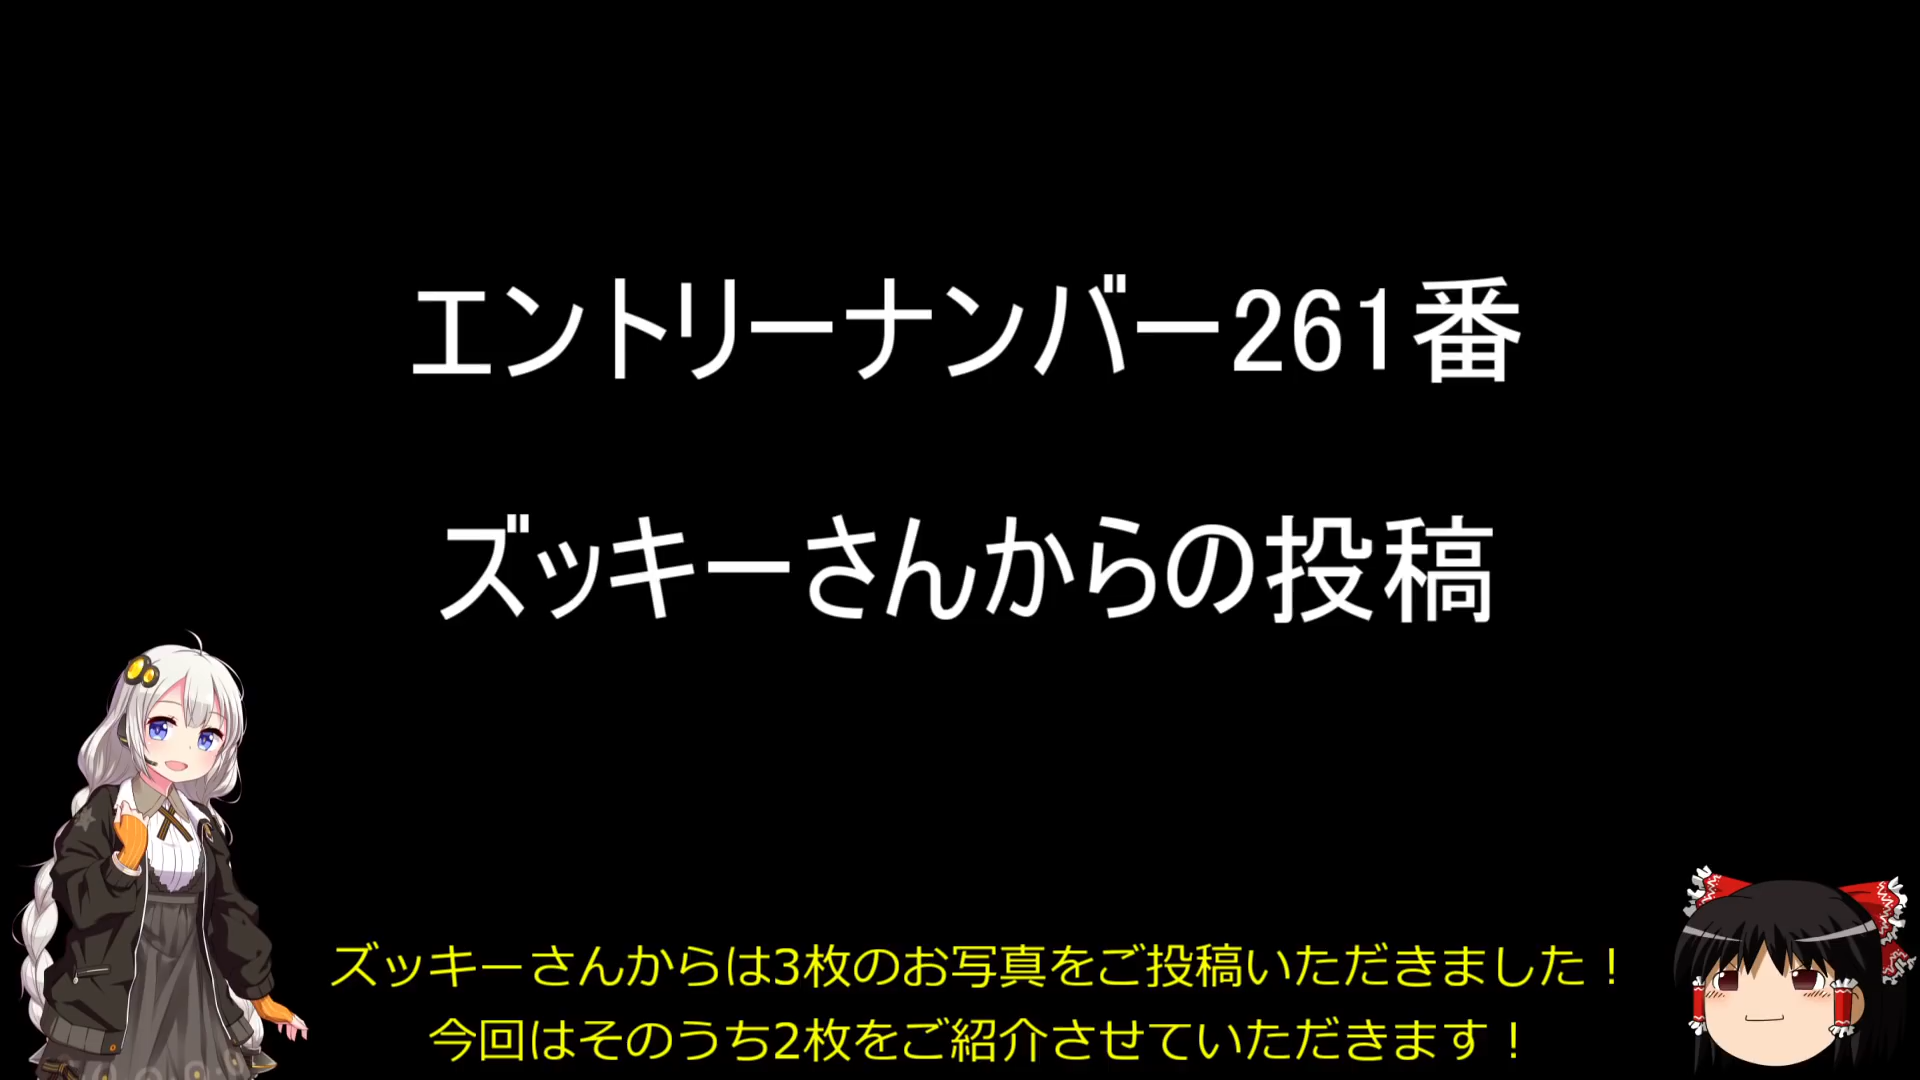 エントリーナンバー261番
ズッキーさんからの投稿
ズッキーさんからは3枚のお写真をご投稿いただきました！
今回はそのうち2枚をご紹介させていただきます！